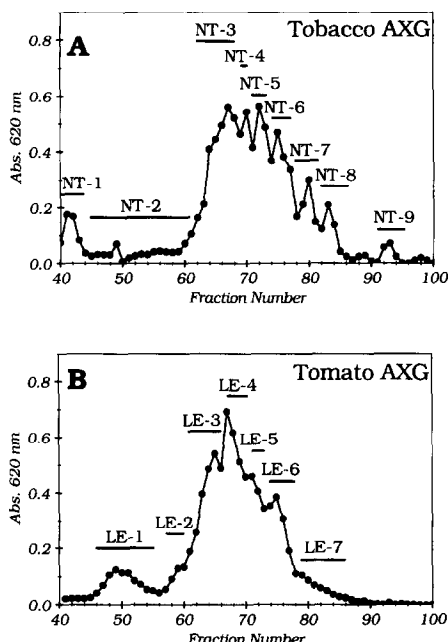 A
Tobacco AXG
NT-1
NT-2
NT-3
NT-4
NT-5
NT-6
NT-7
NT-8
NT-9
Abs. 620 nm
0.8
0.6
0.4
0.2
0.0
40 50 60 70 80 90 100
Fraction Number
B
Tomato AXG
LE-1
LE-2
LE-3
LE-4
LE-5
LE-6
LE-7
Abs. 620 nm
0.8
0.6
0.4
0.2
0.0
40 50 60 70 80 90 100
Fraction Number